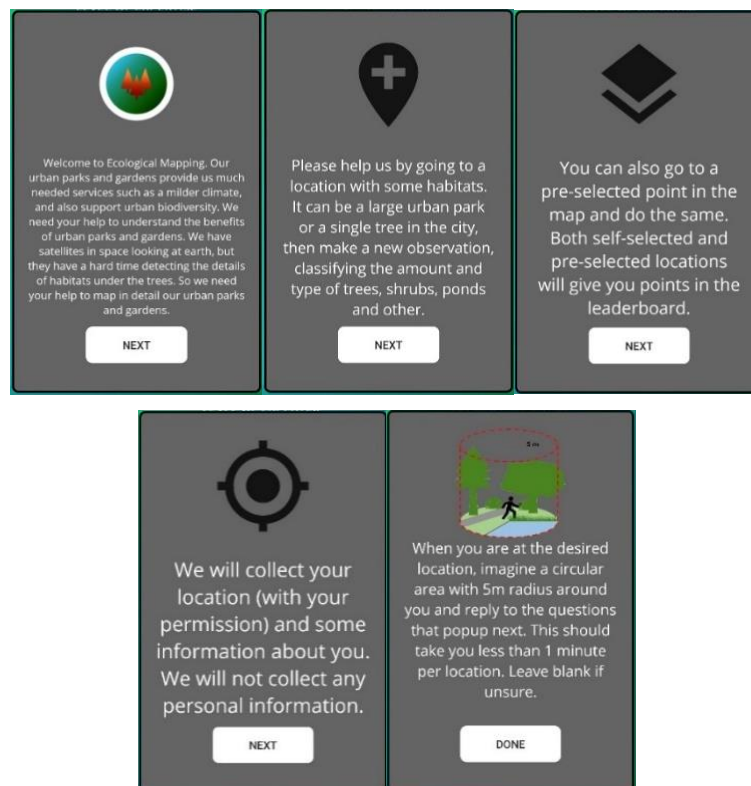 Welcome to Ecological Mapping. Our
urban parks and gardens provide us much
needed services such as a milder climate,
and also support urban biodiversity. We
need your help to understand the benefits
of urban parks and gardens. We have
satellites in space looking at earth, but
they have a hard time detecting the details
of habitats under the trees. So we need
your help to map in detail our urban parks
and gardens.
NEXT
Please help us by going to a
location with some habitats.
It can be a large urban park
or a single tree in the city,
then make a new observation,
classifying the amount and
type of trees, shrubs, ponds
and other.
NEXT
You can also go to a
pre-selected point in the
map and do the same.
Both self-selected and
pre-selected locations
will give you points in the
leaderboard.
NEXT
We will collect your
location (with your
permission) and some
information about you.
We will not collect any
personal information.
NEXT
5 m
When you are at the desired
location, imagine a circular
area with 5m radius around
you and reply to the questions
that popup next. This should
take you less than 1 minute
per location. Leave blank if
unsure.
DONE